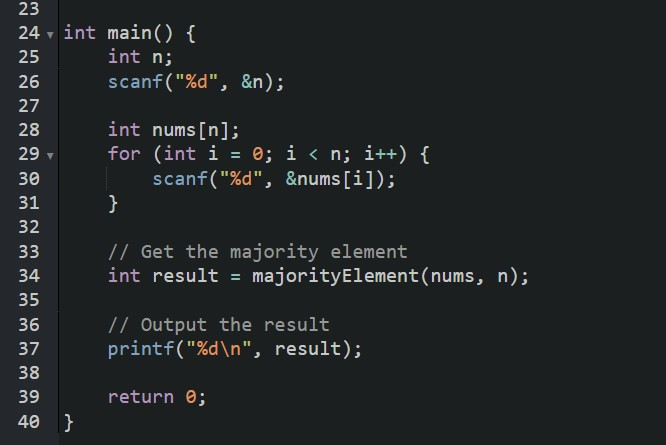 23
24 int main() {
25     int n;
26     scanf("%d", &n);
27
28     int nums[n];
29     for (int i = 0; i < n; i++) {
30         scanf("%d", &nums[i]);
31     }
32
33     // Get the majority element
34     int result = majorityElement(nums, n);
35
36     // Output the result
37     printf("%d\n", result);
38
39     return 0;
40 }